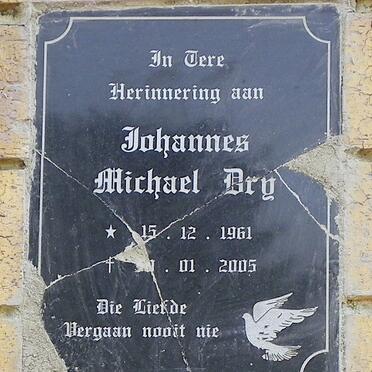 In Tere
Herinnering aan
Johannes
Michael Dry
★ 15 . 12 . 1961
† . 01 . 2005
Die Liefde
Vergaan nooit nie